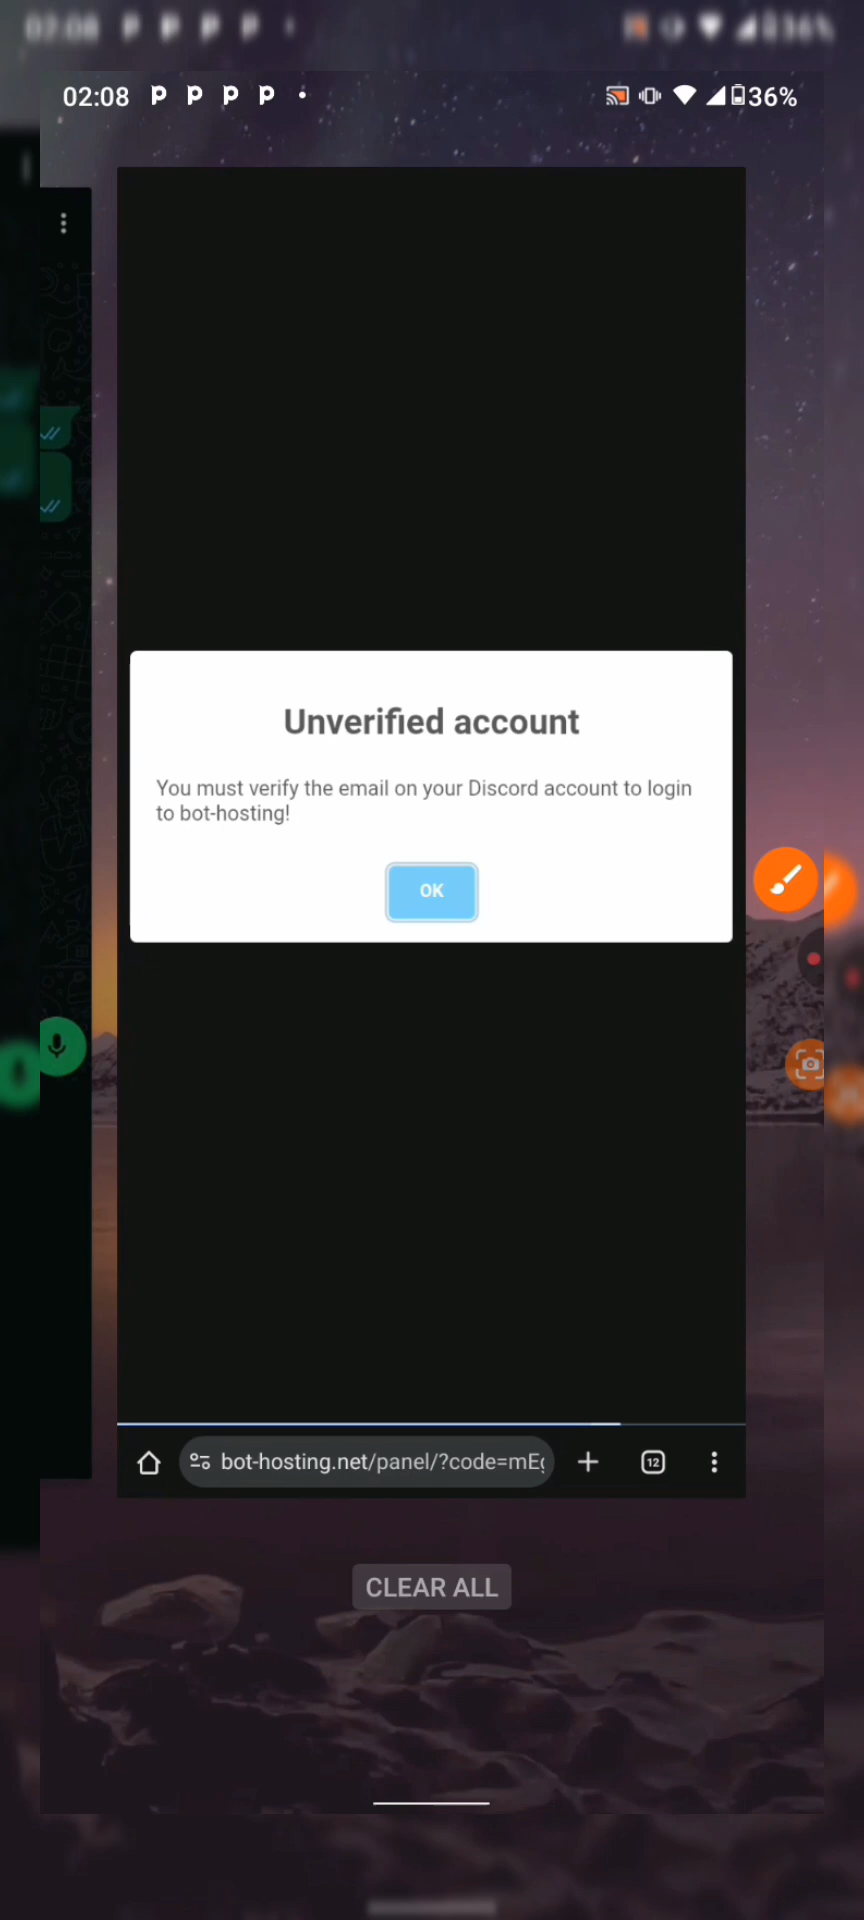 02:08 p p p p
36%
Unverified account
You must verify the email on your Discord account to login
to bot-hosting!
OK
bot-hosting.net/panel/?code=mE
12
CLEAR ALL